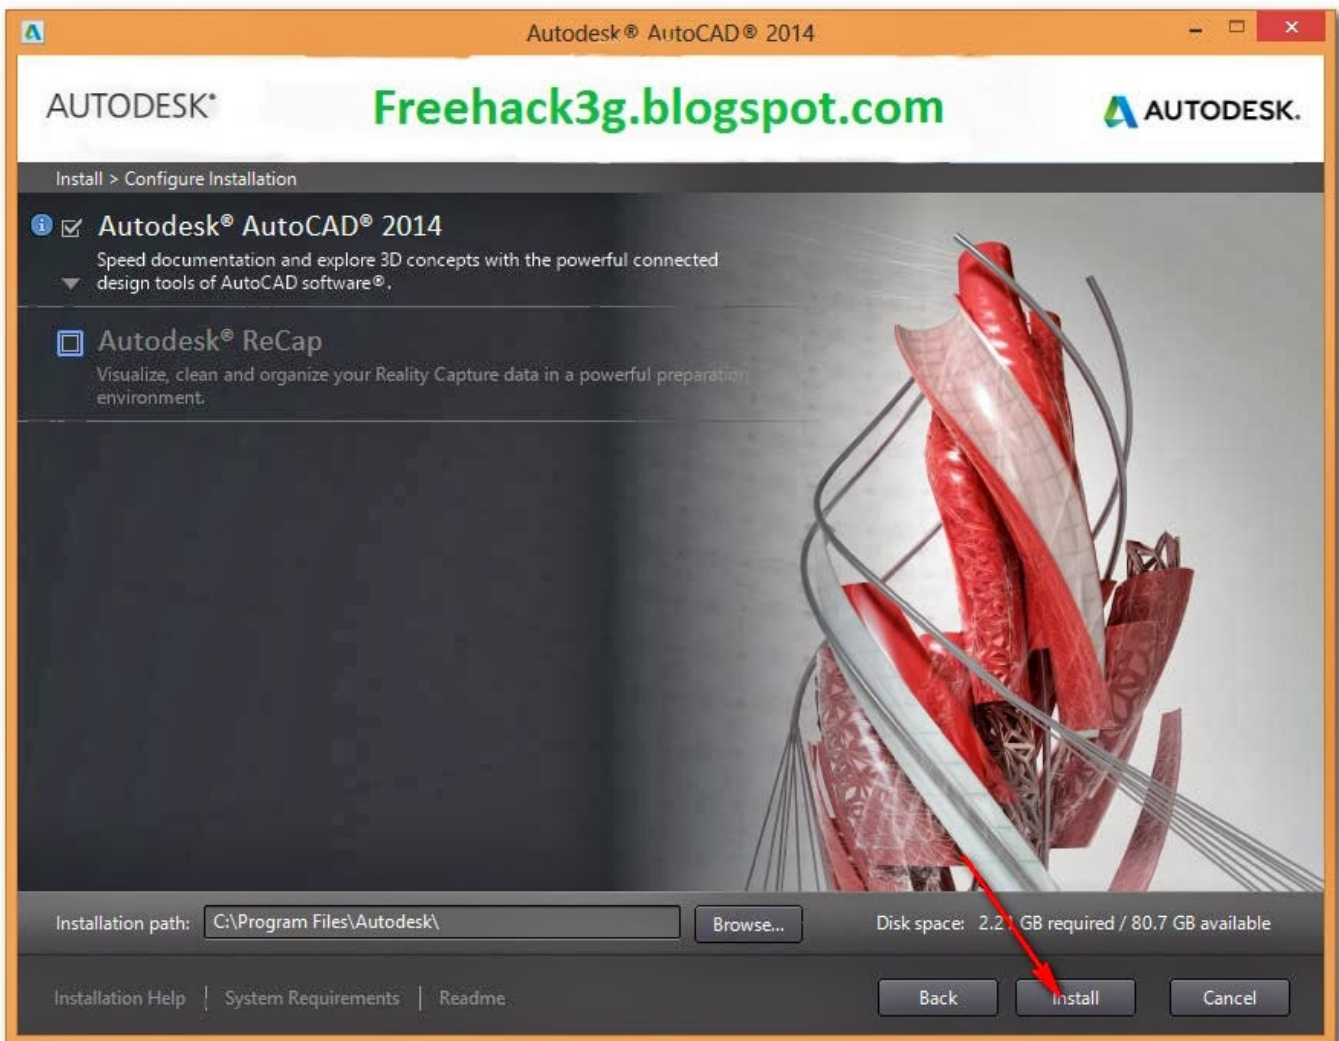 Autodesk® AutoCAD® 2014
AUTODESK®
Freehack3g.blogspot.com
AUTODESK.
Install > Configure Installation
Autodesk® AutoCAD® 2014
Speed documentation and explore 3D concepts with the powerful connected
design tools of AutoCAD software®.
Autodesk® ReCap
Visualize, clean and organize your Reality Capture data in a powerful preparation
environment.
Installation path: C:\Program Files\Autodesk\ Browse... Disk space: 2.21 GB required / 80.7 GB available
Installation Help | System Requirements | Readme Back Install Cancel